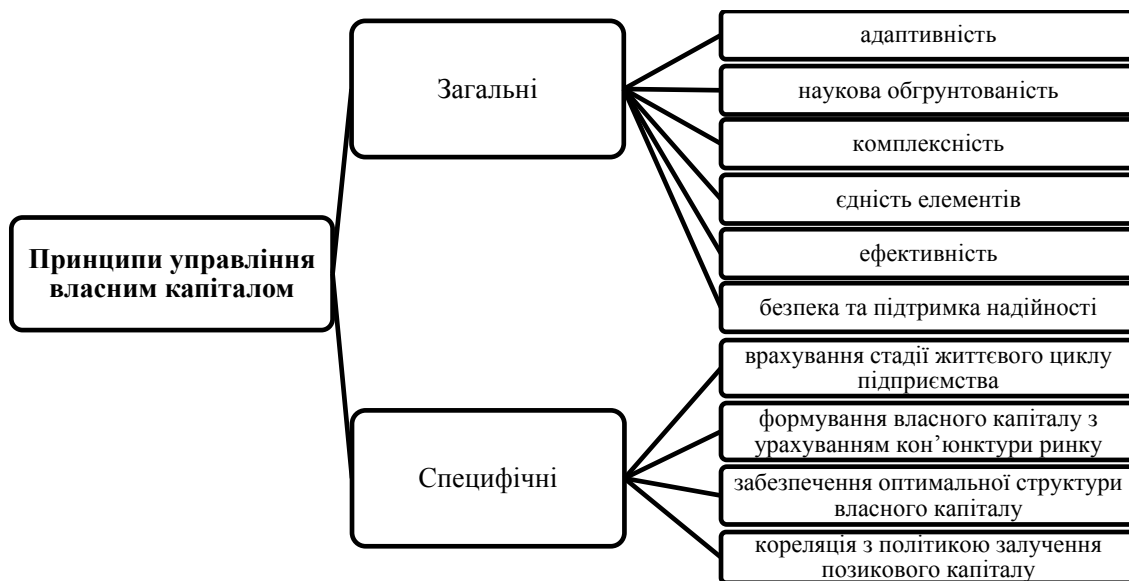 Принципи управління
власним капіталом
Загальні
адаптивність
наукова обгрунтованість
комплексність
єдність елементів
ефективність
безпека та підтримка надійності
Специфічні
врахування стадії життєвого циклу
підприємства
формування власного капіталу з
урахуванням кон’юнктури ринку
забезпечення оптимальної структури
власного капіталу
кореляція з політикою залучення
позикового капіталу